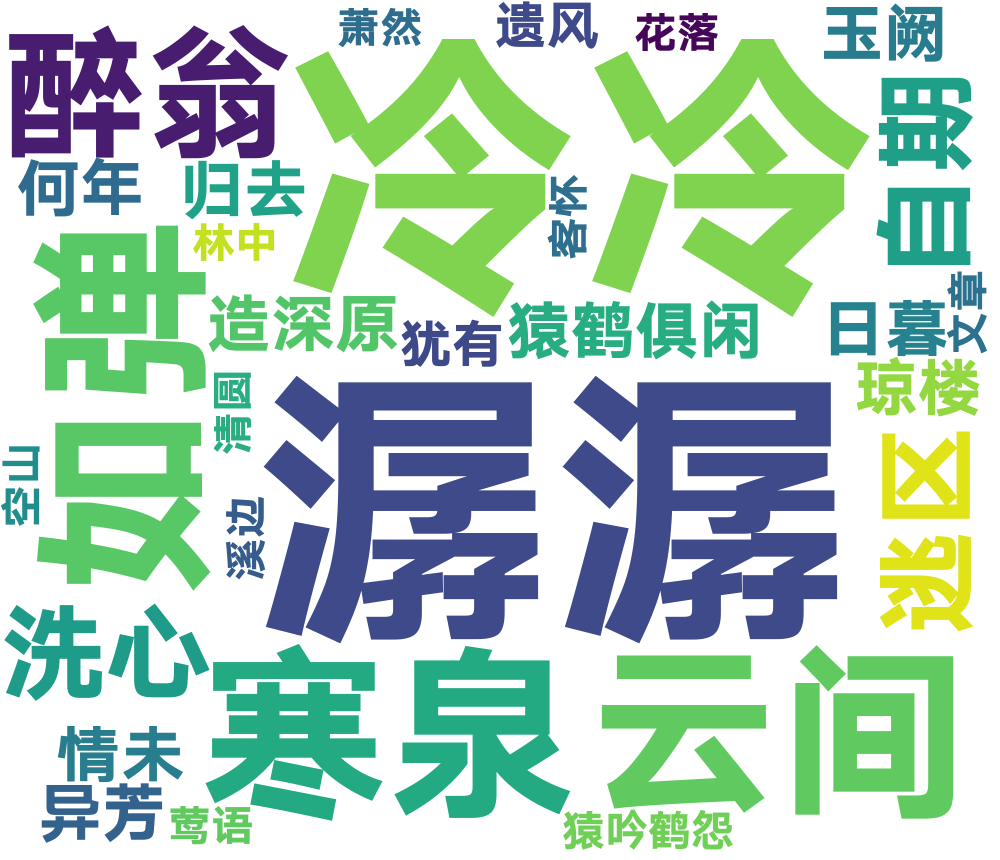 萧然
遗风
花落
玉阙
醉翁
泠泠
自期
何年
归去
客怀
林中
如弹
文章
造深原
犹有
猿鹤俱闲
日暮
琼楼
清圆
潺潺
逃区
空山
溪边
洗心
寒泉
云间
情未
异芳
莺语
猿吟鹤怨